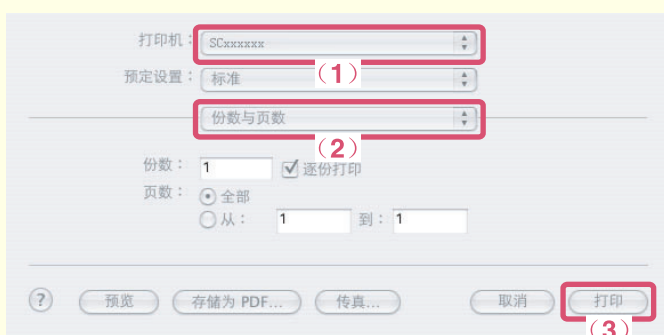 打印机： SCxxxxxx
（1）
预定设置： 标准
份数与页数
（2）
份数： 1 逐份打印
页数： 全部
从： 1 到： 1
? 预览 存储为 PDF... 传真... 取消 打印
（3）